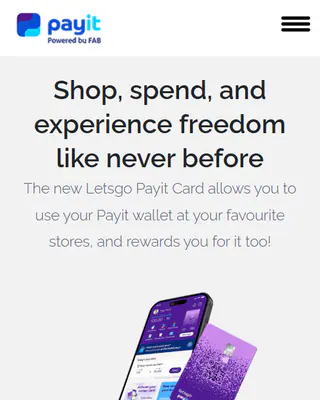 payit
Powered by FAB
Shop, spend, and
experience freedom
like never before
The new Letsgo Payit Card allows you to
use your Payit wallet at your favourite
stores, and rewards you for it too!